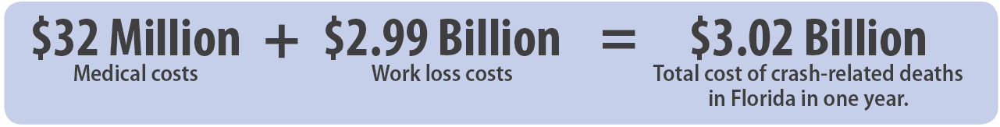 $32 Million + $2.99 Billion = $3.02 Billion
Medical costs Work loss costs Total cost of crash-related deaths
in Florida in one year.